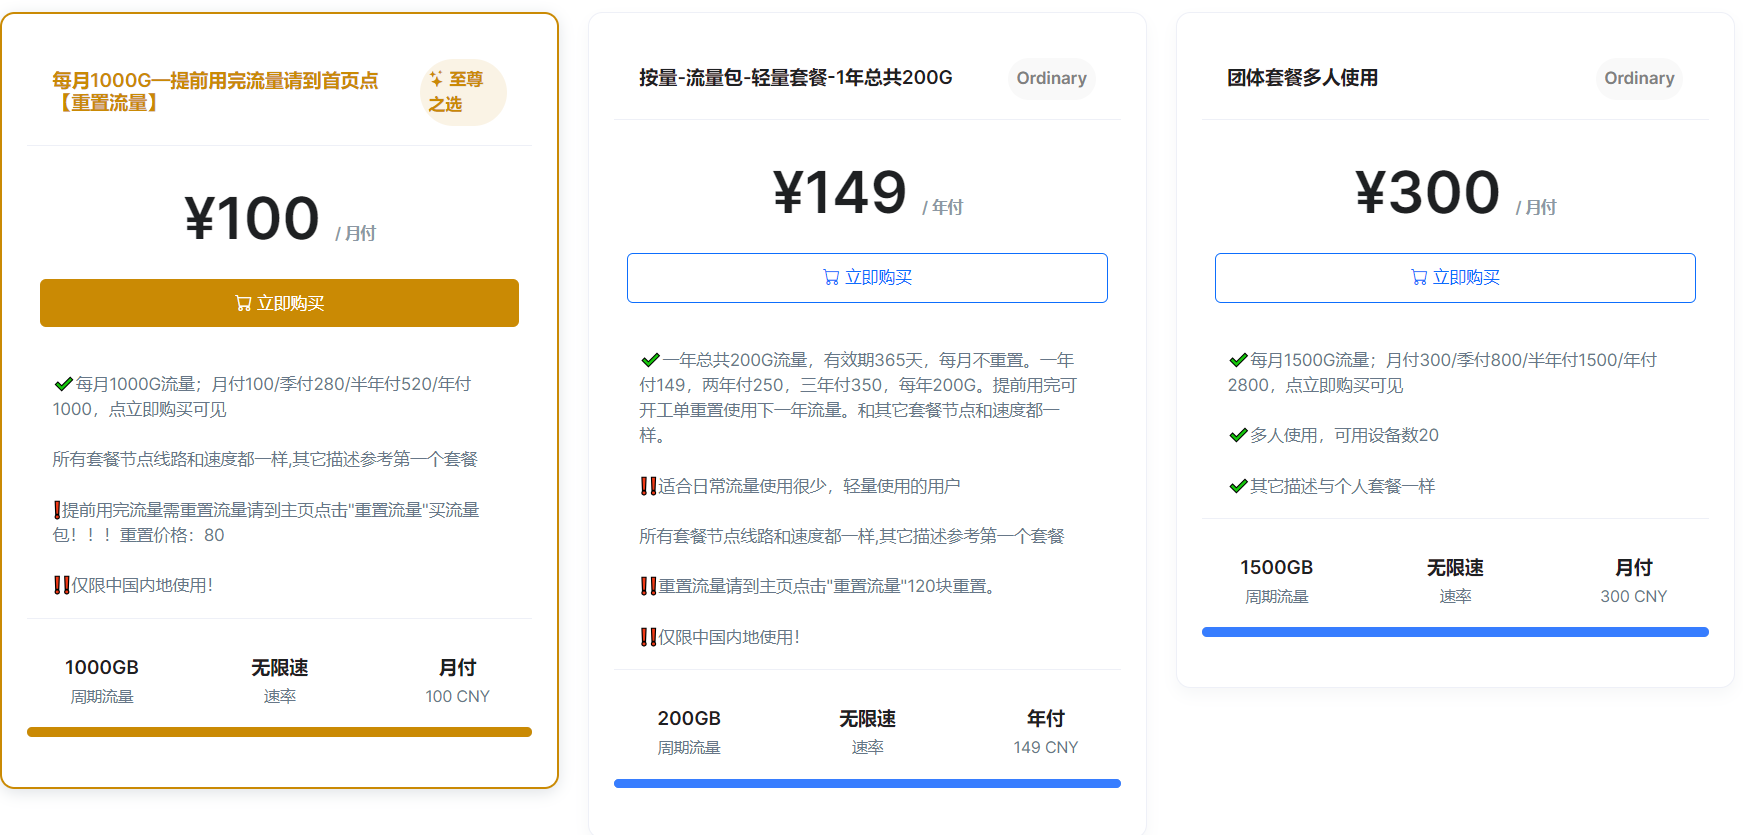 每月1000G—提前用完流量请到首页点
【重置流量】
至尊
之选
¥100 / 月付
立即购买
每月1000G流量；月付100/季付280/半年付520/年付
1000，点立即购买可见
所有套餐节点线路和速度都一样,其它描述参考第一个套餐
❗提前用完流量需重置流量请到主页点击"重置流量"买流量
包！！！重置价格：80
‼仅限中国内地使用！
1000GB 无限速 月付
周期流量 速率 100 CNY
按量-流量包-轻量套餐-1年总共200G
Ordinary
¥149 / 年付
立即购买
一年总共200G流量，有效期365天，每月不重置。一年
付149，两年付250，三年付350，每年200G。提前用完可
开工单重置使用下一年流量。和其它套餐节点和速度都一
样。
‼适合日常流量使用很少，轻量使用的用户
所有套餐节点线路和速度都一样,其它描述参考第一个套餐
‼重置流量请到主页点击"重置流量"120块重置。
‼仅限中国内地使用！
200GB 无限速 年付
周期流量 速率 149 CNY
团体套餐多人使用
Ordinary
¥300 / 月付
立即购买
每月1500G流量；月付300/季付800/半年付1500/年付
2800，点立即购买可见
多人使用，可用设备数20
其它描述与个人套餐一样
1500GB 无限速 月付
周期流量 速率 300 CNY